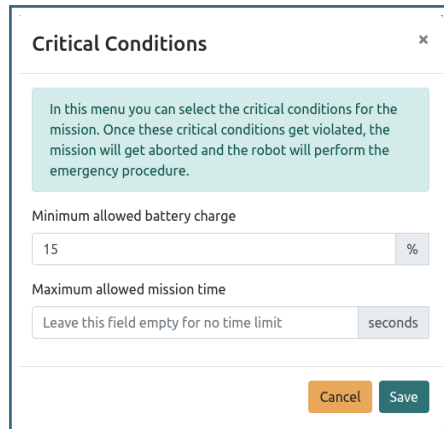 Critical Conditions ×
In this menu you can select the critical conditions for the
mission. Once these critical conditions get violated, the
mission will get aborted and the robot will perform the
emergency procedure.
Minimum allowed battery charge
15 %
Maximum allowed mission time
Leave this field empty for no time limit seconds
Cancel Save